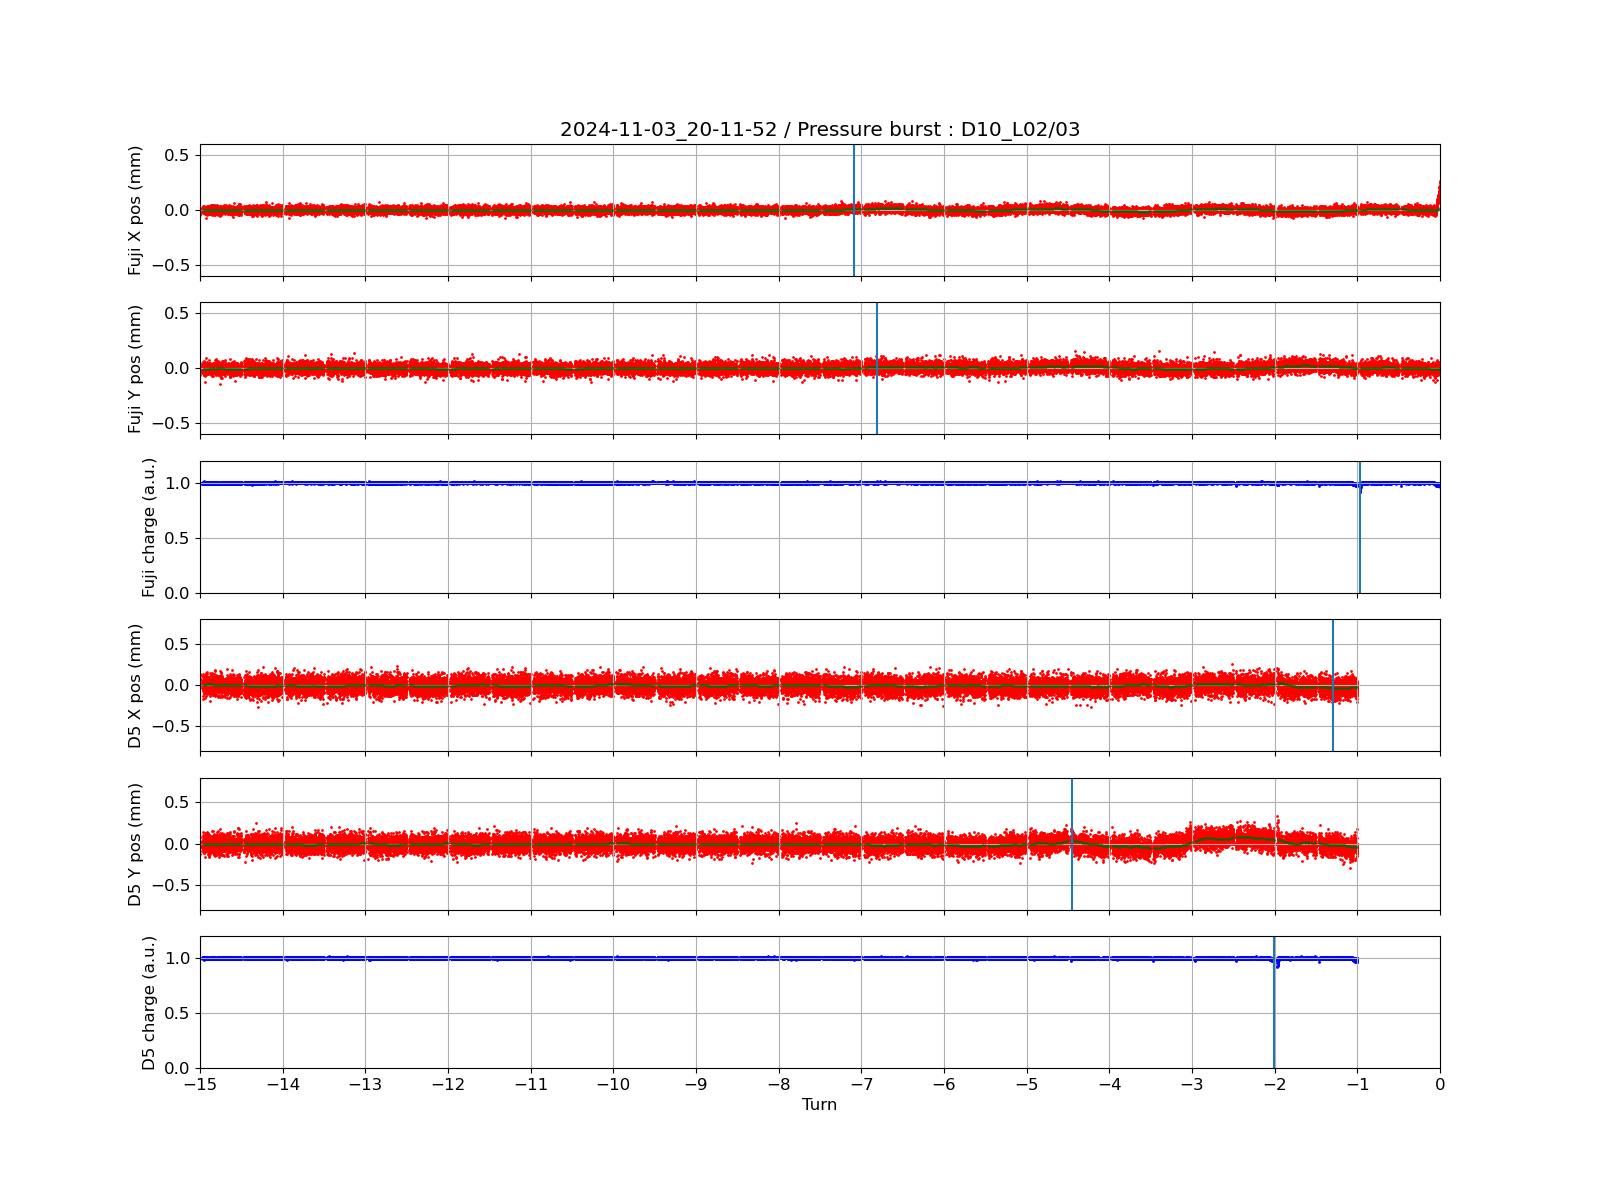 2024-11-03_20-11-52 / Pressure burst : D10_L02/03
Fuji X pos (mm)
0.5
0.0
−0.5
Fuji Y pos (mm)
0.5
0.0
−0.5
Fuji charge (a.u.)
1.0
0.5
0.0
D5 X pos (mm)
0.5
0.0
−0.5
D5 Y pos (mm)
0.5
0.0
−0.5
D5 charge (a.u.)
1.0
0.5
0.0
−15 −14 −13 −12 −11 −10 −9 −8 −7 −6 −5 −4 −3 −2 −1 0
Turn